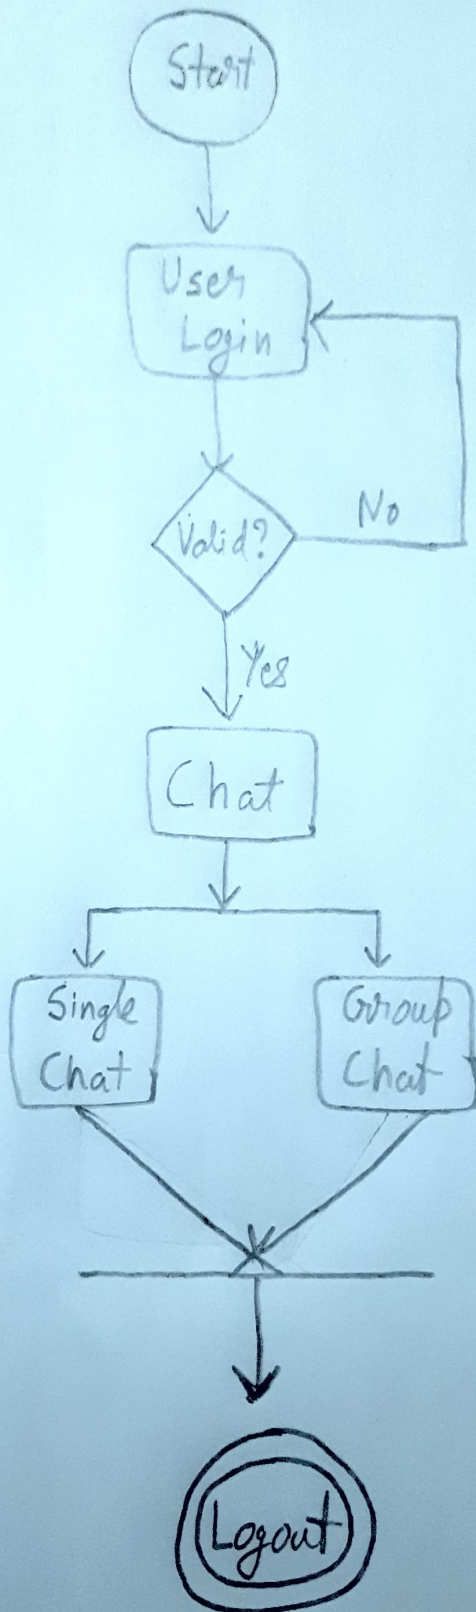 Start
User
Login
Valid?
No
Yes
Chat
Single
Chat
Group
Chat
Logout